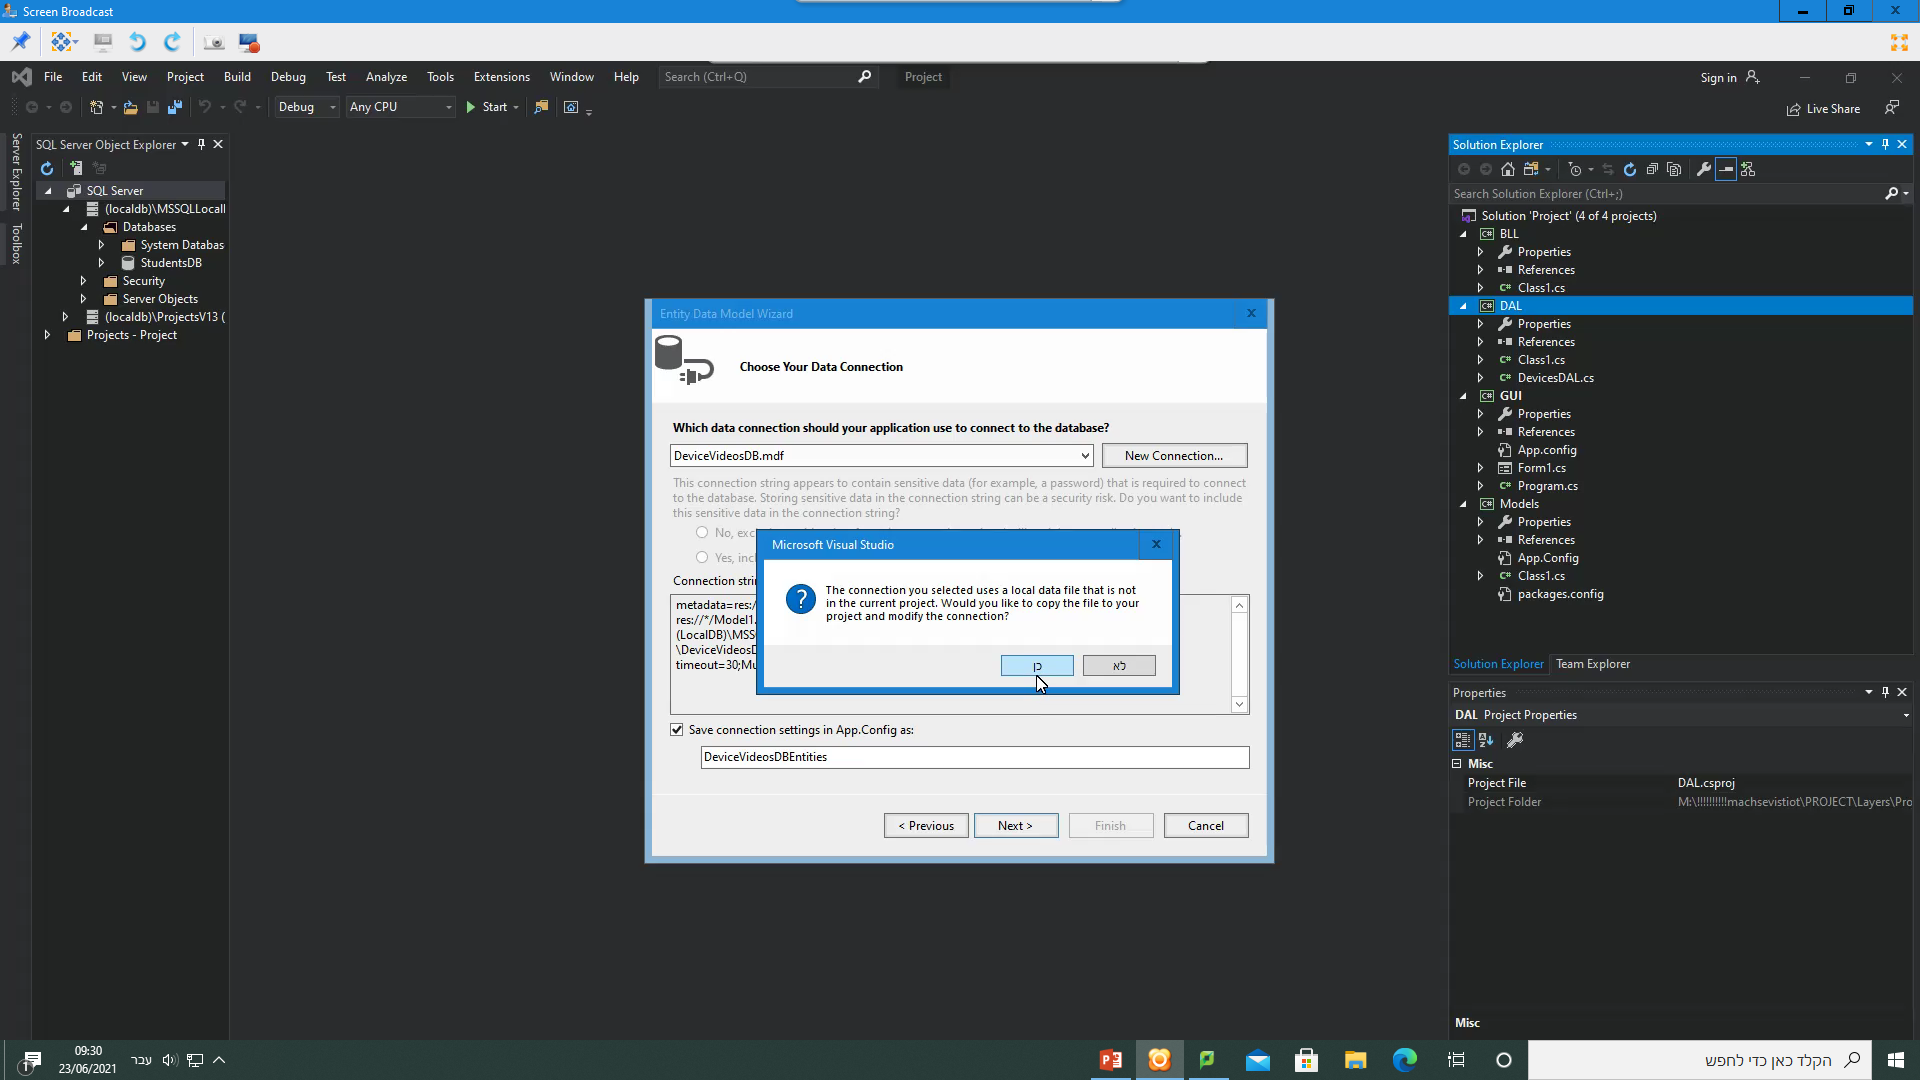 Screen Broadcast
File Edit View Project Build Debug Test Analyze Tools Extensions Window Help Search (Ctrl+Q) Project Sign in
Debug Any CPU Start Live Share
Server Explorer
Toolbox
SQL Server Object Explorer
SQL Server
(localdb)\MSSQLLocall
Databases
System Databas
StudentsDB
Security
Server Objects
(localdb)\ProjectsV13 (
Projects - Project
Entity Data Model Wizard
Choose Your Data Connection
Which data connection should your application use to connect to the database?
DeviceVideosDB.mdf New Connection...
This connection string appears to contain sensitive data (for example, a password) that is required to connect
to the database. Storing sensitive data in the connection string can be a security risk. Do you want to include
this sensitive data in the connection string?
No, exc
Yes, incl
Connection strin
metadata=res:/
res://*/Model1.
(LocalDB)\MSS
\DeviceVideosD
timeout=30;Mu
Microsoft Visual Studio
The connection you selected uses a local data file that is not
in the current project. Would you like to copy the file to your
project and modify the connection?
כן לא
Save connection settings in App.Config as:
DeviceVideosDBEntities
< Previous Next > Finish Cancel
Solution Explorer
Search Solution Explorer (Ctrl+;)
Solution 'Project' (4 of 4 projects)
BLL
Properties
References
Class1.cs
DAL
Properties
References
Class1.cs
DevicesDAL.cs
GUI
Properties
References
App.config
Form1.cs
Program.cs
Models
Properties
References
App.Config
Class1.cs
packages.config
Solution Explorer Team Explorer
Properties
DAL Project Properties
Misc
Project File DAL.csproj
Project Folder M:\!!!!!!!!!!machsevistiot\PROJECT\Layers\Pro
Misc
1
09:30
23/06/2021
עבר
הקלד כאן כדי לחפש